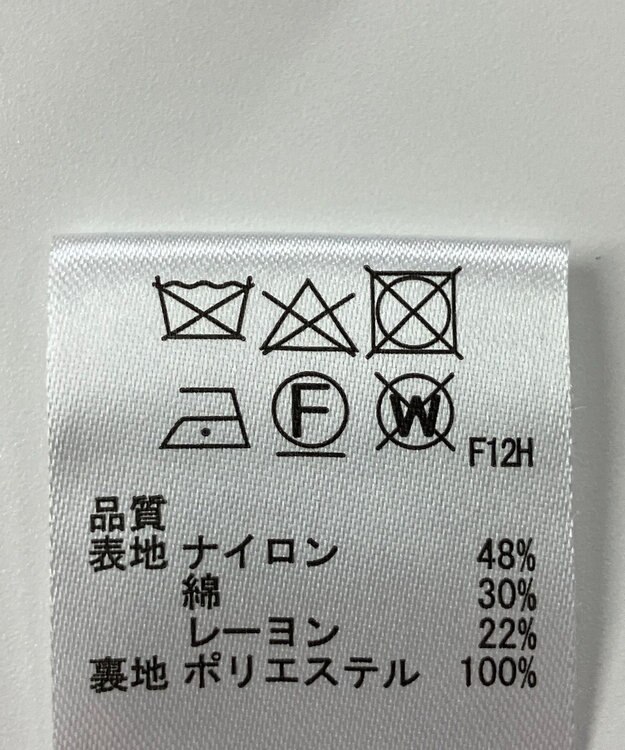 F W F12H
品質
表地 ナイロン 48%
綿 30%
レーヨン 22%
裏地 ポリエステル 100%